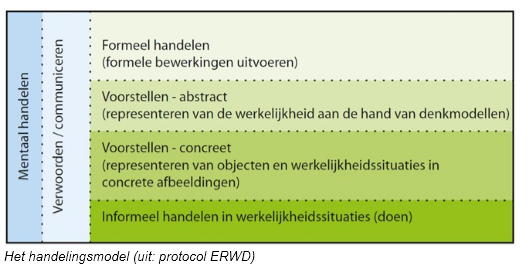 Mentaal handelen
Verwoorden / communiceren
Formeel handelen
(formele bewerkingen uitvoeren)
Voorstellen - abstract
(representeren van de werkelijkheid aan de hand van denkmodellen)
Voorstellen - concreet
(representeren van objecten en werkelijkheidssituaties in
concrete afbeeldingen)
Informeel handelen in werkelijkheidssituaties (doen)
Het handelingsmodel (uit: protocol ERWD)